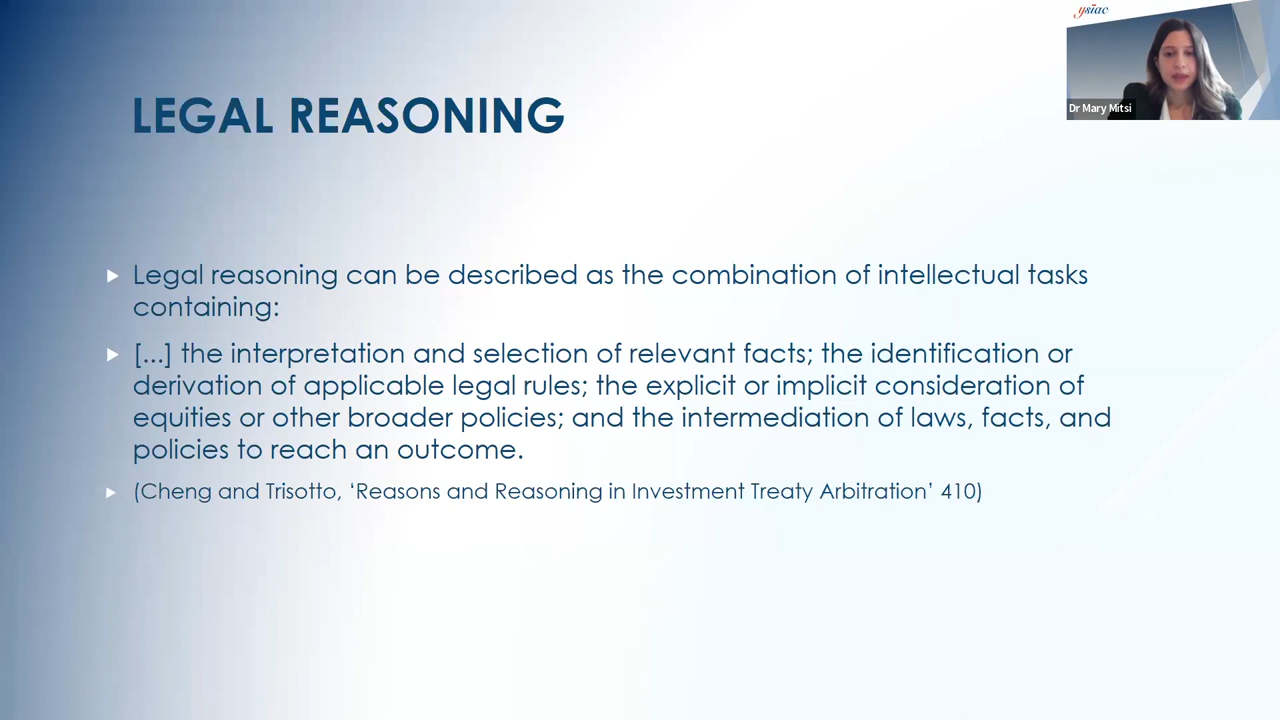 ysiac
Dr Mary Mitsi
LEGAL REASONING
Legal reasoning can be described as the combination of intellectual tasks
containing:
[...] the interpretation and selection of relevant facts; the identification or
derivation of applicable legal rules; the explicit or implicit consideration of
equities or other broader policies; and the intermediation of laws, facts, and
policies to reach an outcome.
(Cheng and Trisotto, ‘Reasons and Reasoning in Investment Treaty Arbitration’ 410)